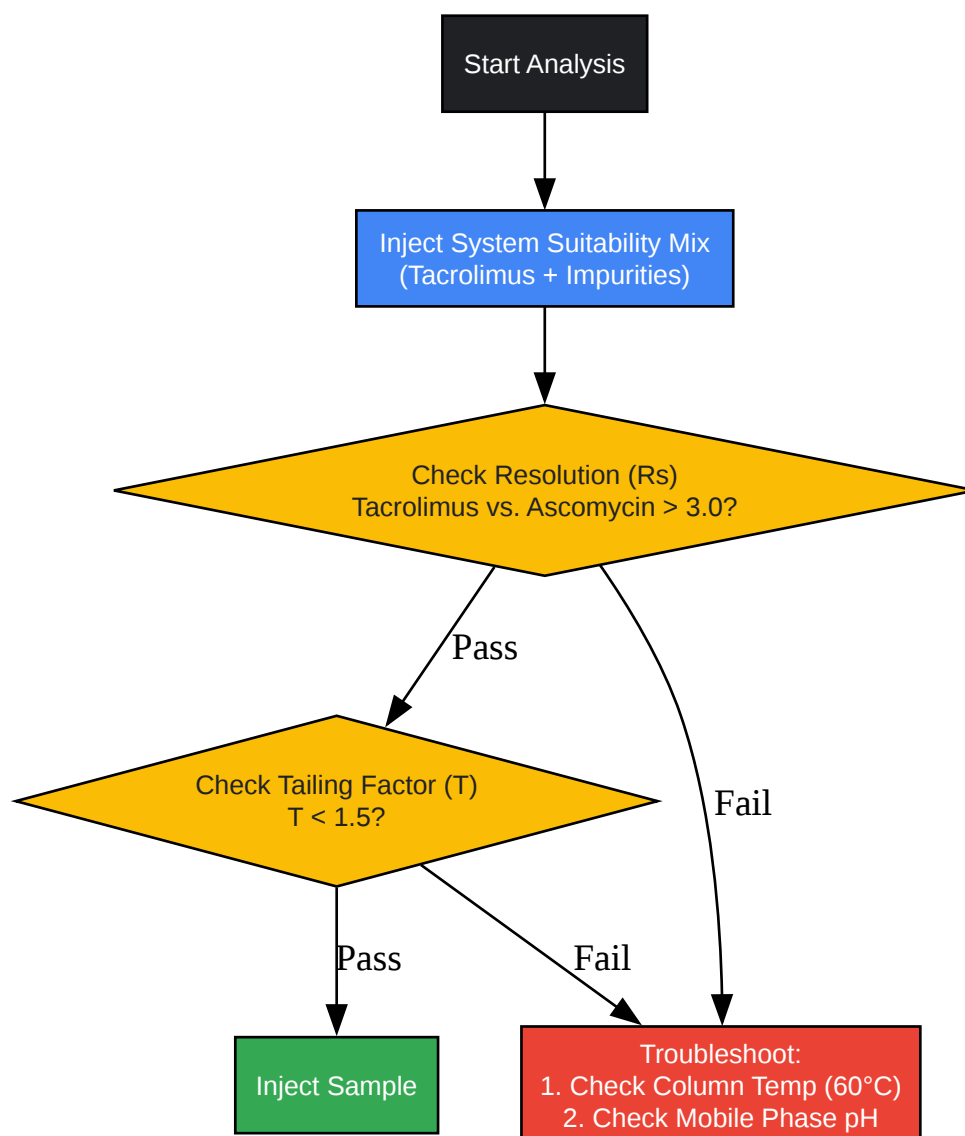 Start Analysis
Inject System Suitability Mix
(Tacrolimus + Impurities)
Check Resolution (Rs)
Tacrolimus vs. Ascomycin > 3.0?
Pass
Check Tailing Factor (T)
T < 1.5?
Fail
Pass
Fail
Inject Sample
Troubleshoot:
1. Check Column Temp (60°C)
2. Check Mobile Phase pH